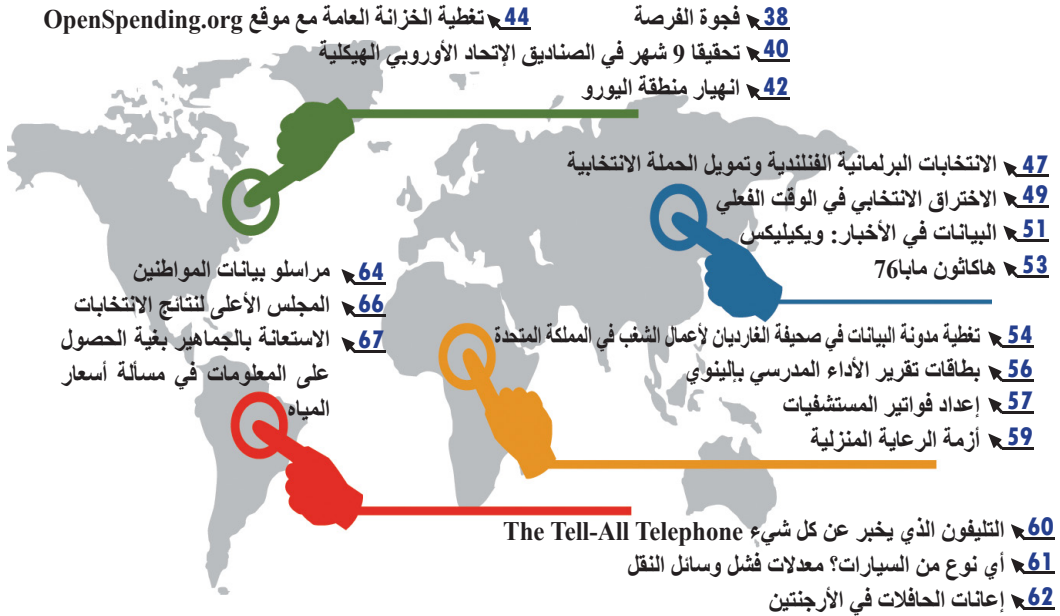 38 فجوة الفرصة
40 تحقيقا 9 شهر في الصناديق الإتحاد الأوروبي الهيكلية
42 انهيار منطقة اليورو
44 تغطية الخزانة العامة مع موقع OpenSpending.org
47 الانتخابات البرلمانية الفنلندية وتمويل الحملة الانتخابية
49 الاختراق الانتخابي في الوقت الفعلي
51 البيانات في الأخبار: ويكيليكس
53 هاكاثون مابا76
54 تغطية مدونة البيانات في صحيفة الغارديان لأعمال الشغب في المملكة المتحدة
56 بطاقات تقرير الأداء المدرسي بإلينوي
57 إعداد فواتير المستشفيات
59 أزمة الرعاية المنزلية
60 التليفون الذي يخبر عن كل شيء The Tell-All Telephone
61 أي نوع من السيارات؟ معدلات فشل وسائل النقل
62 إعانات الحافلات في الأرجنتين
64 مراسلو بيانات المواطنين
66 المجلس الأعلى لنتائج الانتخابات
67 الاستعانة بالجماهير بغية الحصول
على المعلومات في مسألة أسعار
المياه